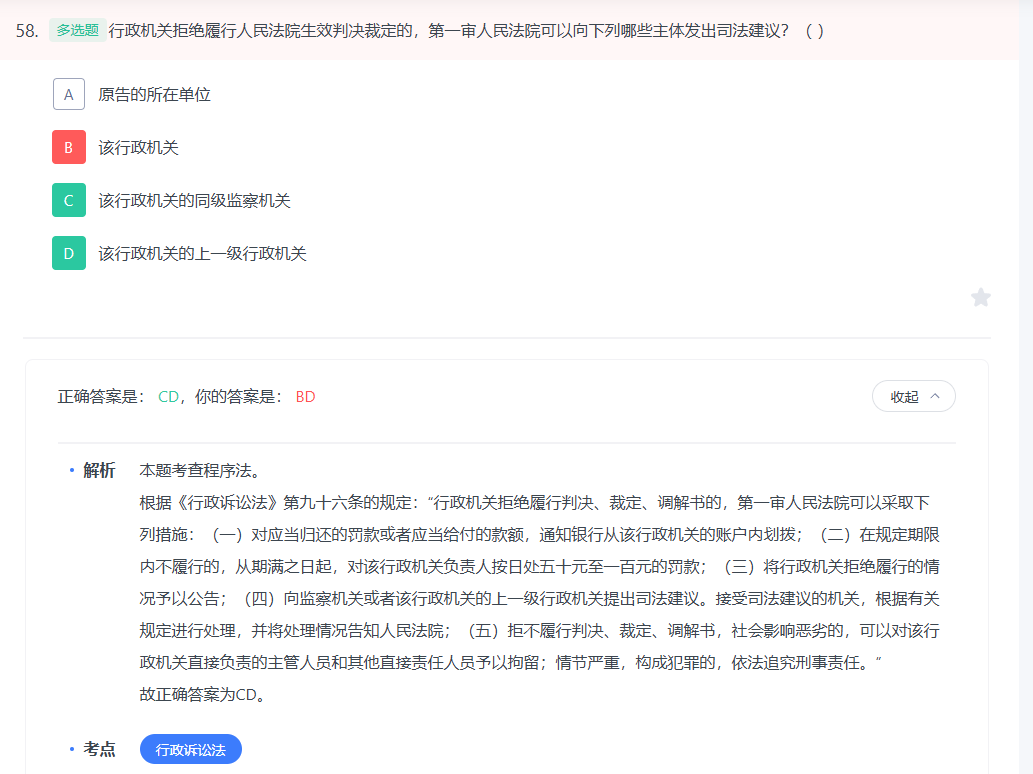 58. 多选题 行政机关拒绝履行人民法院生效判决裁定的，第一审人民法院可以向下列哪些主体发出司法建议？（ ）
A 原告的所在单位
B 该行政机关
C 该行政机关的同级监察机关
D 该行政机关的上一级行政机关
正确答案是： CD，你的答案是： BD
收起
解析 本题考查程序法。
根据《行政诉讼法》第九十六条的规定：“行政机关拒绝履行判决、裁定、调解书的，第一审人民法院可以采取下
列措施：（一）对应当归还的罚款或者应当给付的款额，通知银行从该行政机关的账户内划拨；（二）在规定期限
内不履行的，从期满之日起，对该行政机关负责人按日处五十元至一百元的罚款；（三）将行政机关拒绝履行的情
况予以公告；（四）向监察机关或者该行政机关的上一级行政机关提出司法建议。接受司法建议的机关，根据有关
规定进行处理，并将处理情况告知人民法院；（五）拒不履行判决、裁定、调解书，社会影响恶劣的，可以对该行
政机关直接负责的主管人员和其他直接责任人员予以拘留；情节严重，构成犯罪的，依法追究刑事责任。”
故正确答案为CD。
考点 行政诉讼法